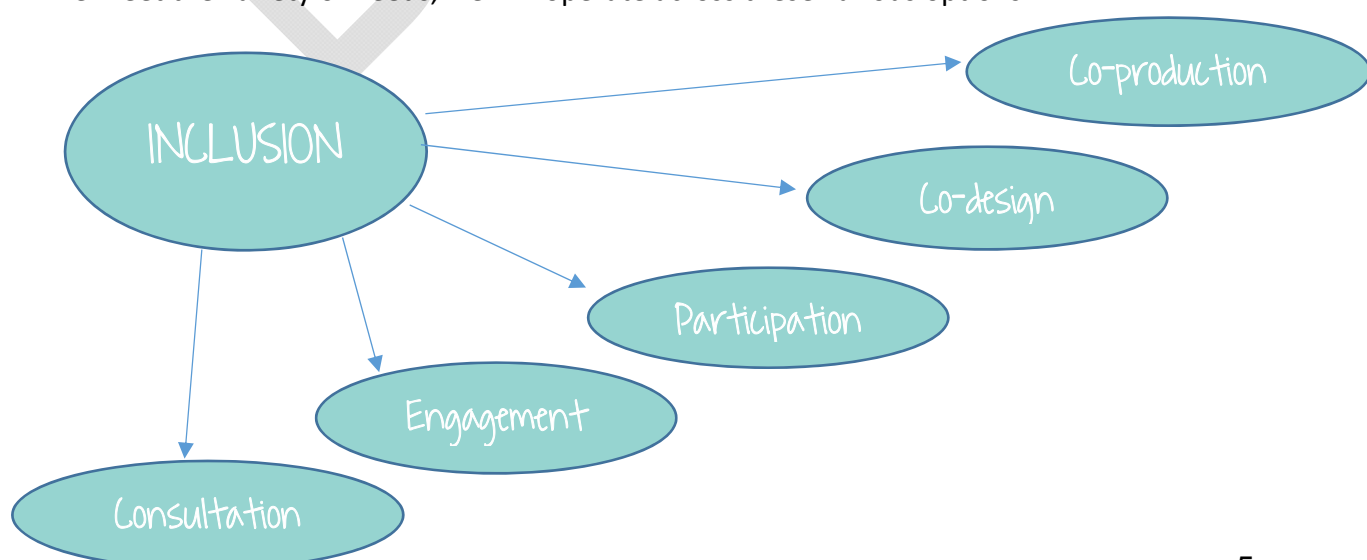 Co-production
INCLUSION
Co-design
Participation
Engagement
Consultation